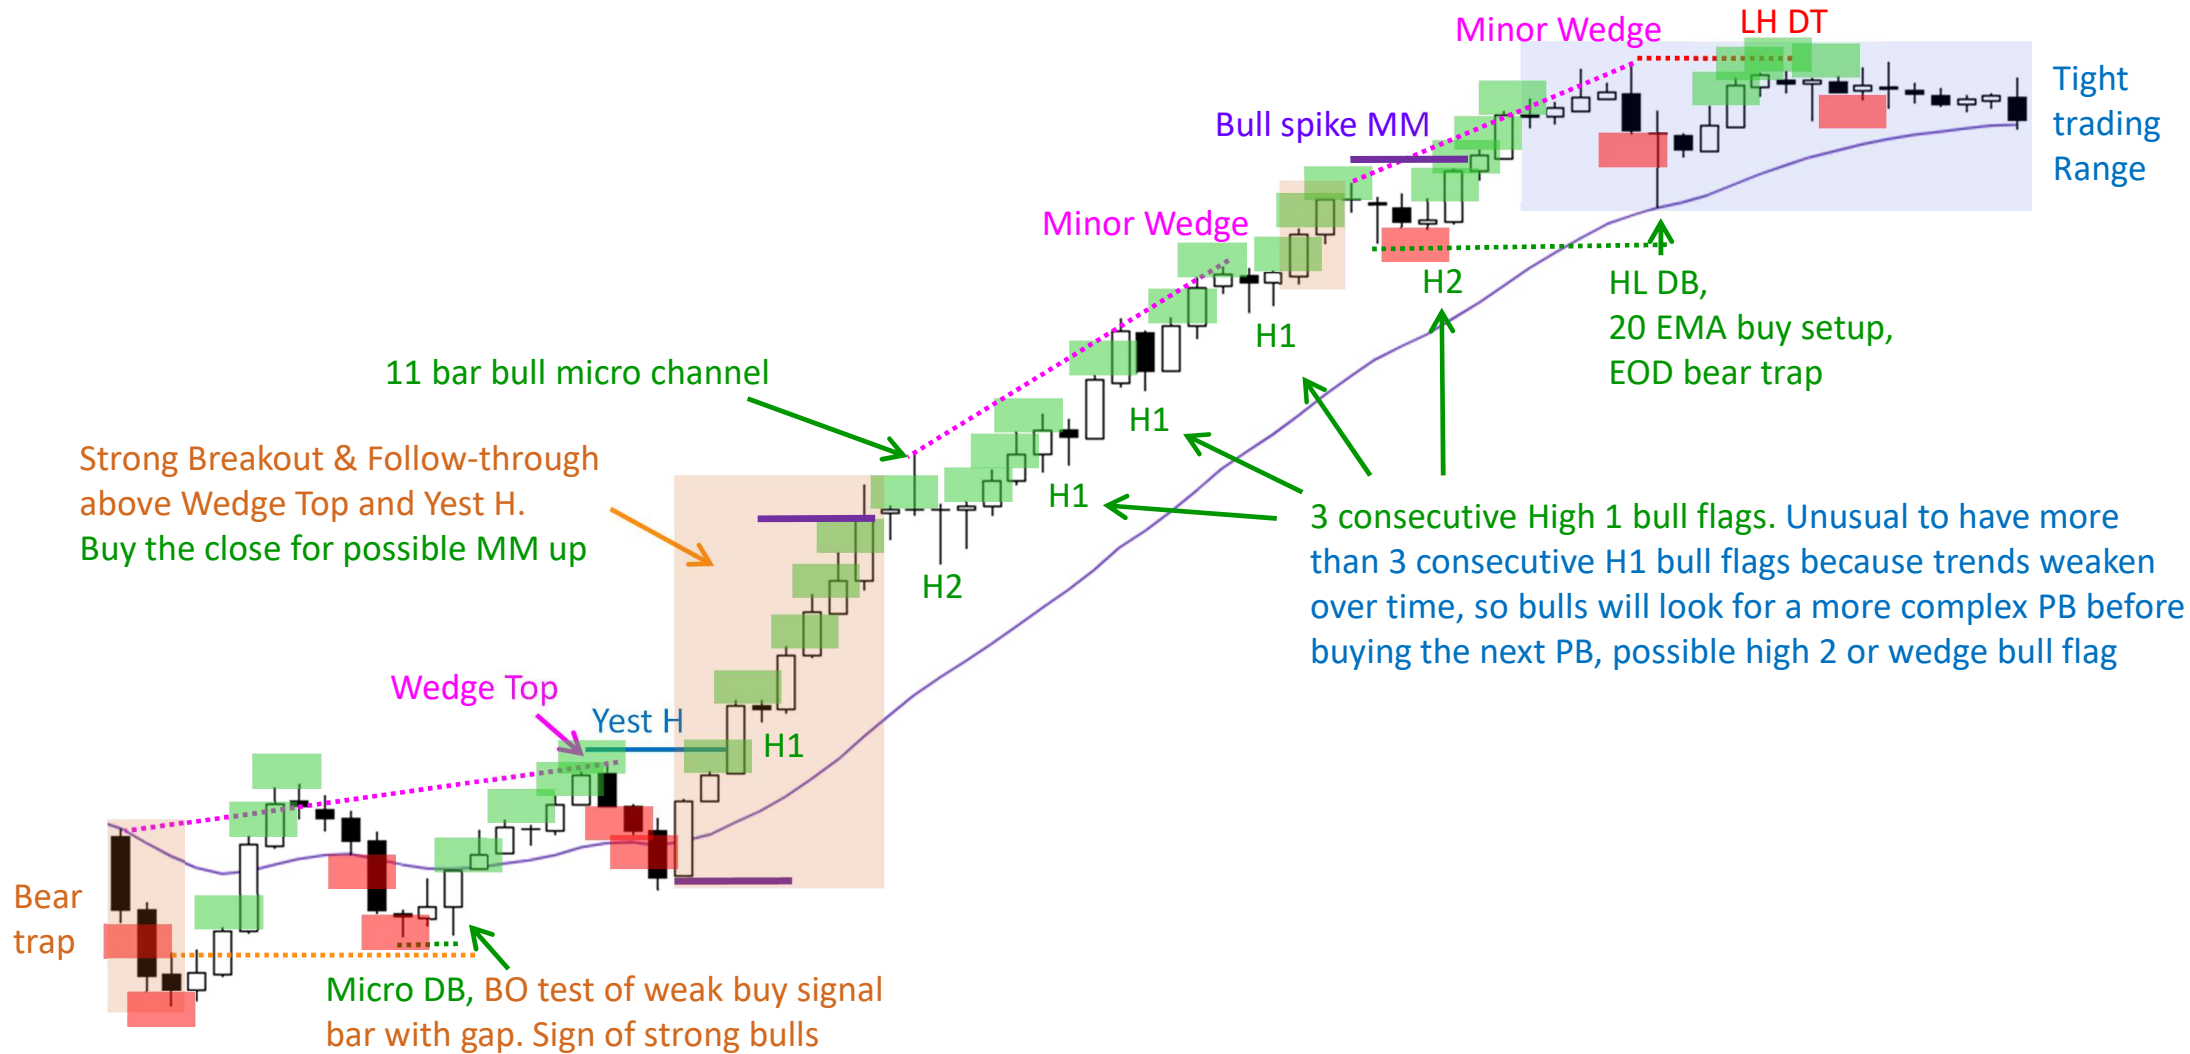 Minor Wedge
LH DT
Tight
trading
Range
Bull spike MM
Minor Wedge
H2
HL DB,
20 EMA buy setup,
EOD bear trap
H1
11 bar bull micro channel
H1
Strong Breakout & Follow-through
above Wedge Top and Yest H.
Buy the close for possible MM up
H1
H2
3 consecutive High 1 bull flags. Unusual to have more
than 3 consecutive H1 bull flags because trends weaken
over time, so bulls will look for a more complex PB before
buying the next PB, possible high 2 or wedge bull flag
Wedge Top
Yest H
H1
Bear
trap
Micro DB, BO test of weak buy signal
bar with gap. Sign of strong bulls